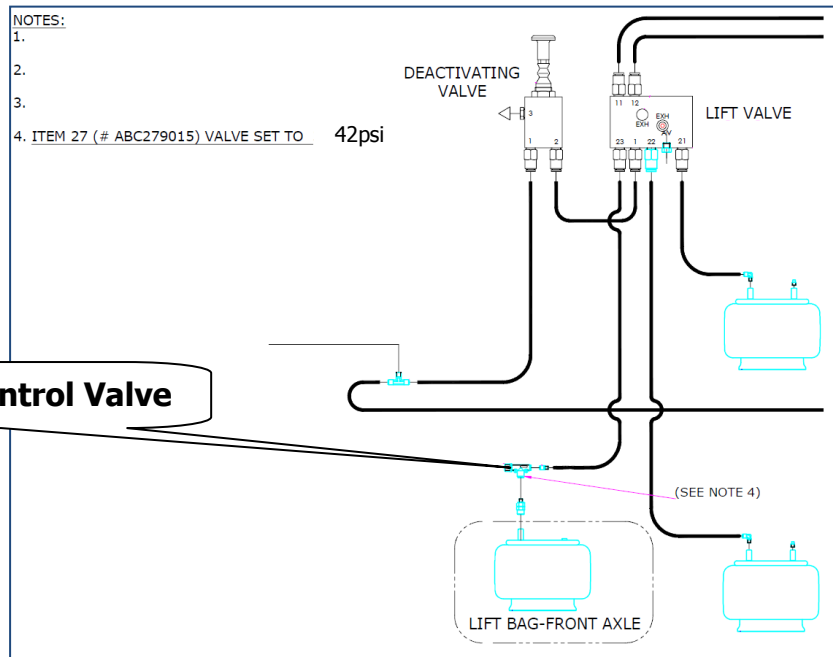 NOTES:
1.
2.
3.
4. ITEM 27 (# ABC279015) VALVE SET TO 42psi
DEACTIVATING
VALVE
3
1 2
11 12
EXH
EXH
AV
23 1 22 21
LIFT VALVE
ntrol Valve
(SEE NOTE 4)
LIFT BAG-FRONT AXLE